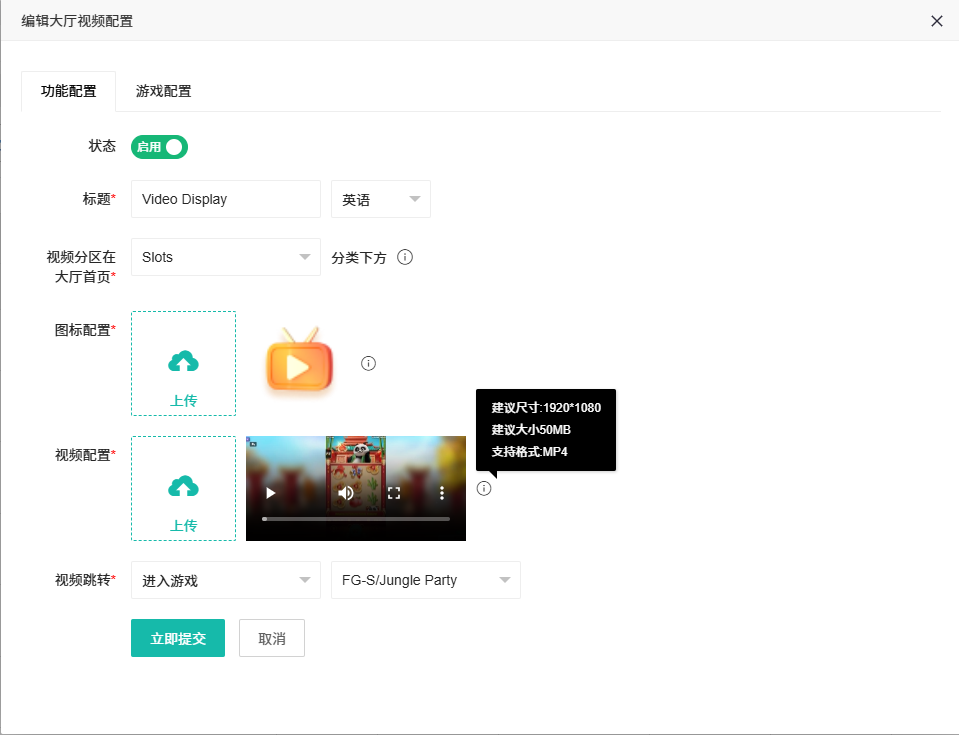 编辑大厅视频配置
功能配置
游戏配置
状态
启用
标题*
Video Display
英语
视频分区在
大厅首页*
Slots
分类下方
图标配置*
上传
建议尺寸:1920*1080
建议大小50MB
支持格式:MP4
视频配置*
上传
视频跳转*
进入游戏
FG-S/Jungle Party
立即提交
取消